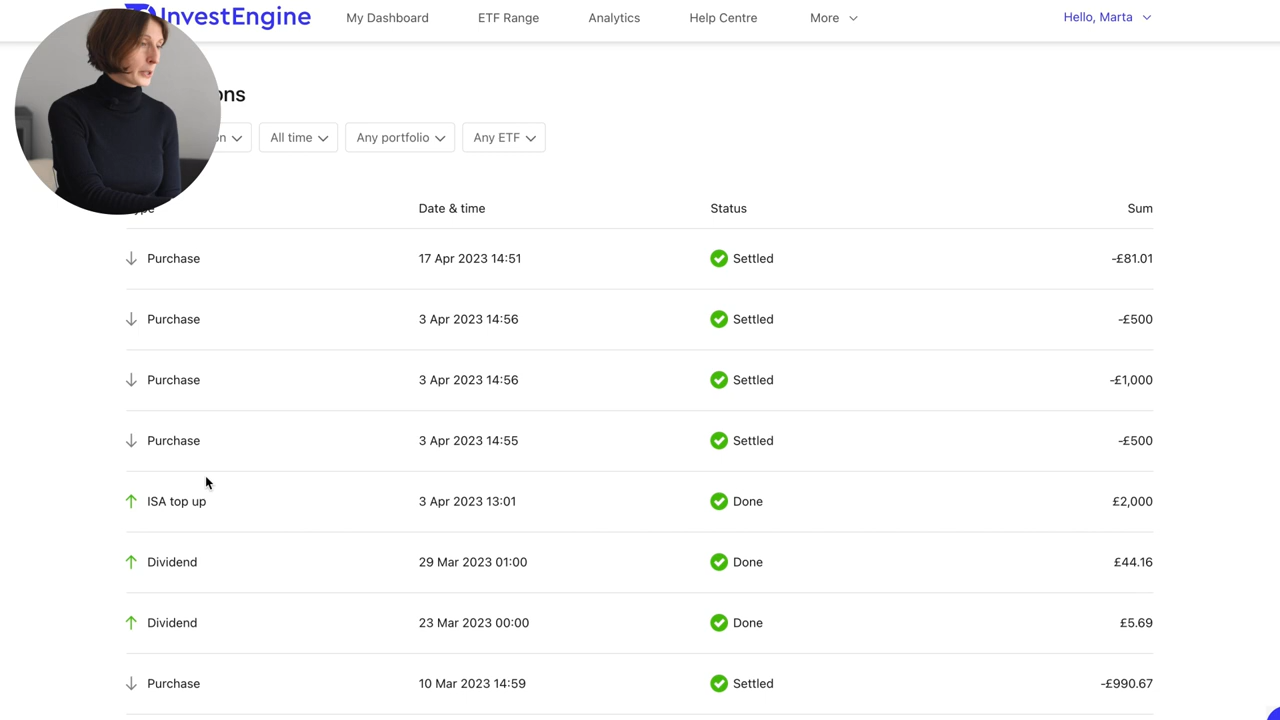 InvestEngine My Dashboard ETF Range Analytics Help Centre More Hello, Marta
ons
on All time Any portfolio Any ETF
Date & time Status Sum
Purchase 17 Apr 2023 14:51 Settled -£81.01
Purchase 3 Apr 2023 14:56 Settled -£500
Purchase 3 Apr 2023 14:56 Settled -£1,000
Purchase 3 Apr 2023 14:55 Settled -£500
ISA top up 3 Apr 2023 13:01 Done £2,000
Dividend 29 Mar 2023 01:00 Done £44.16
Dividend 23 Mar 2023 00:00 Done £5.69
Purchase 10 Mar 2023 14:59 Settled -£990.67